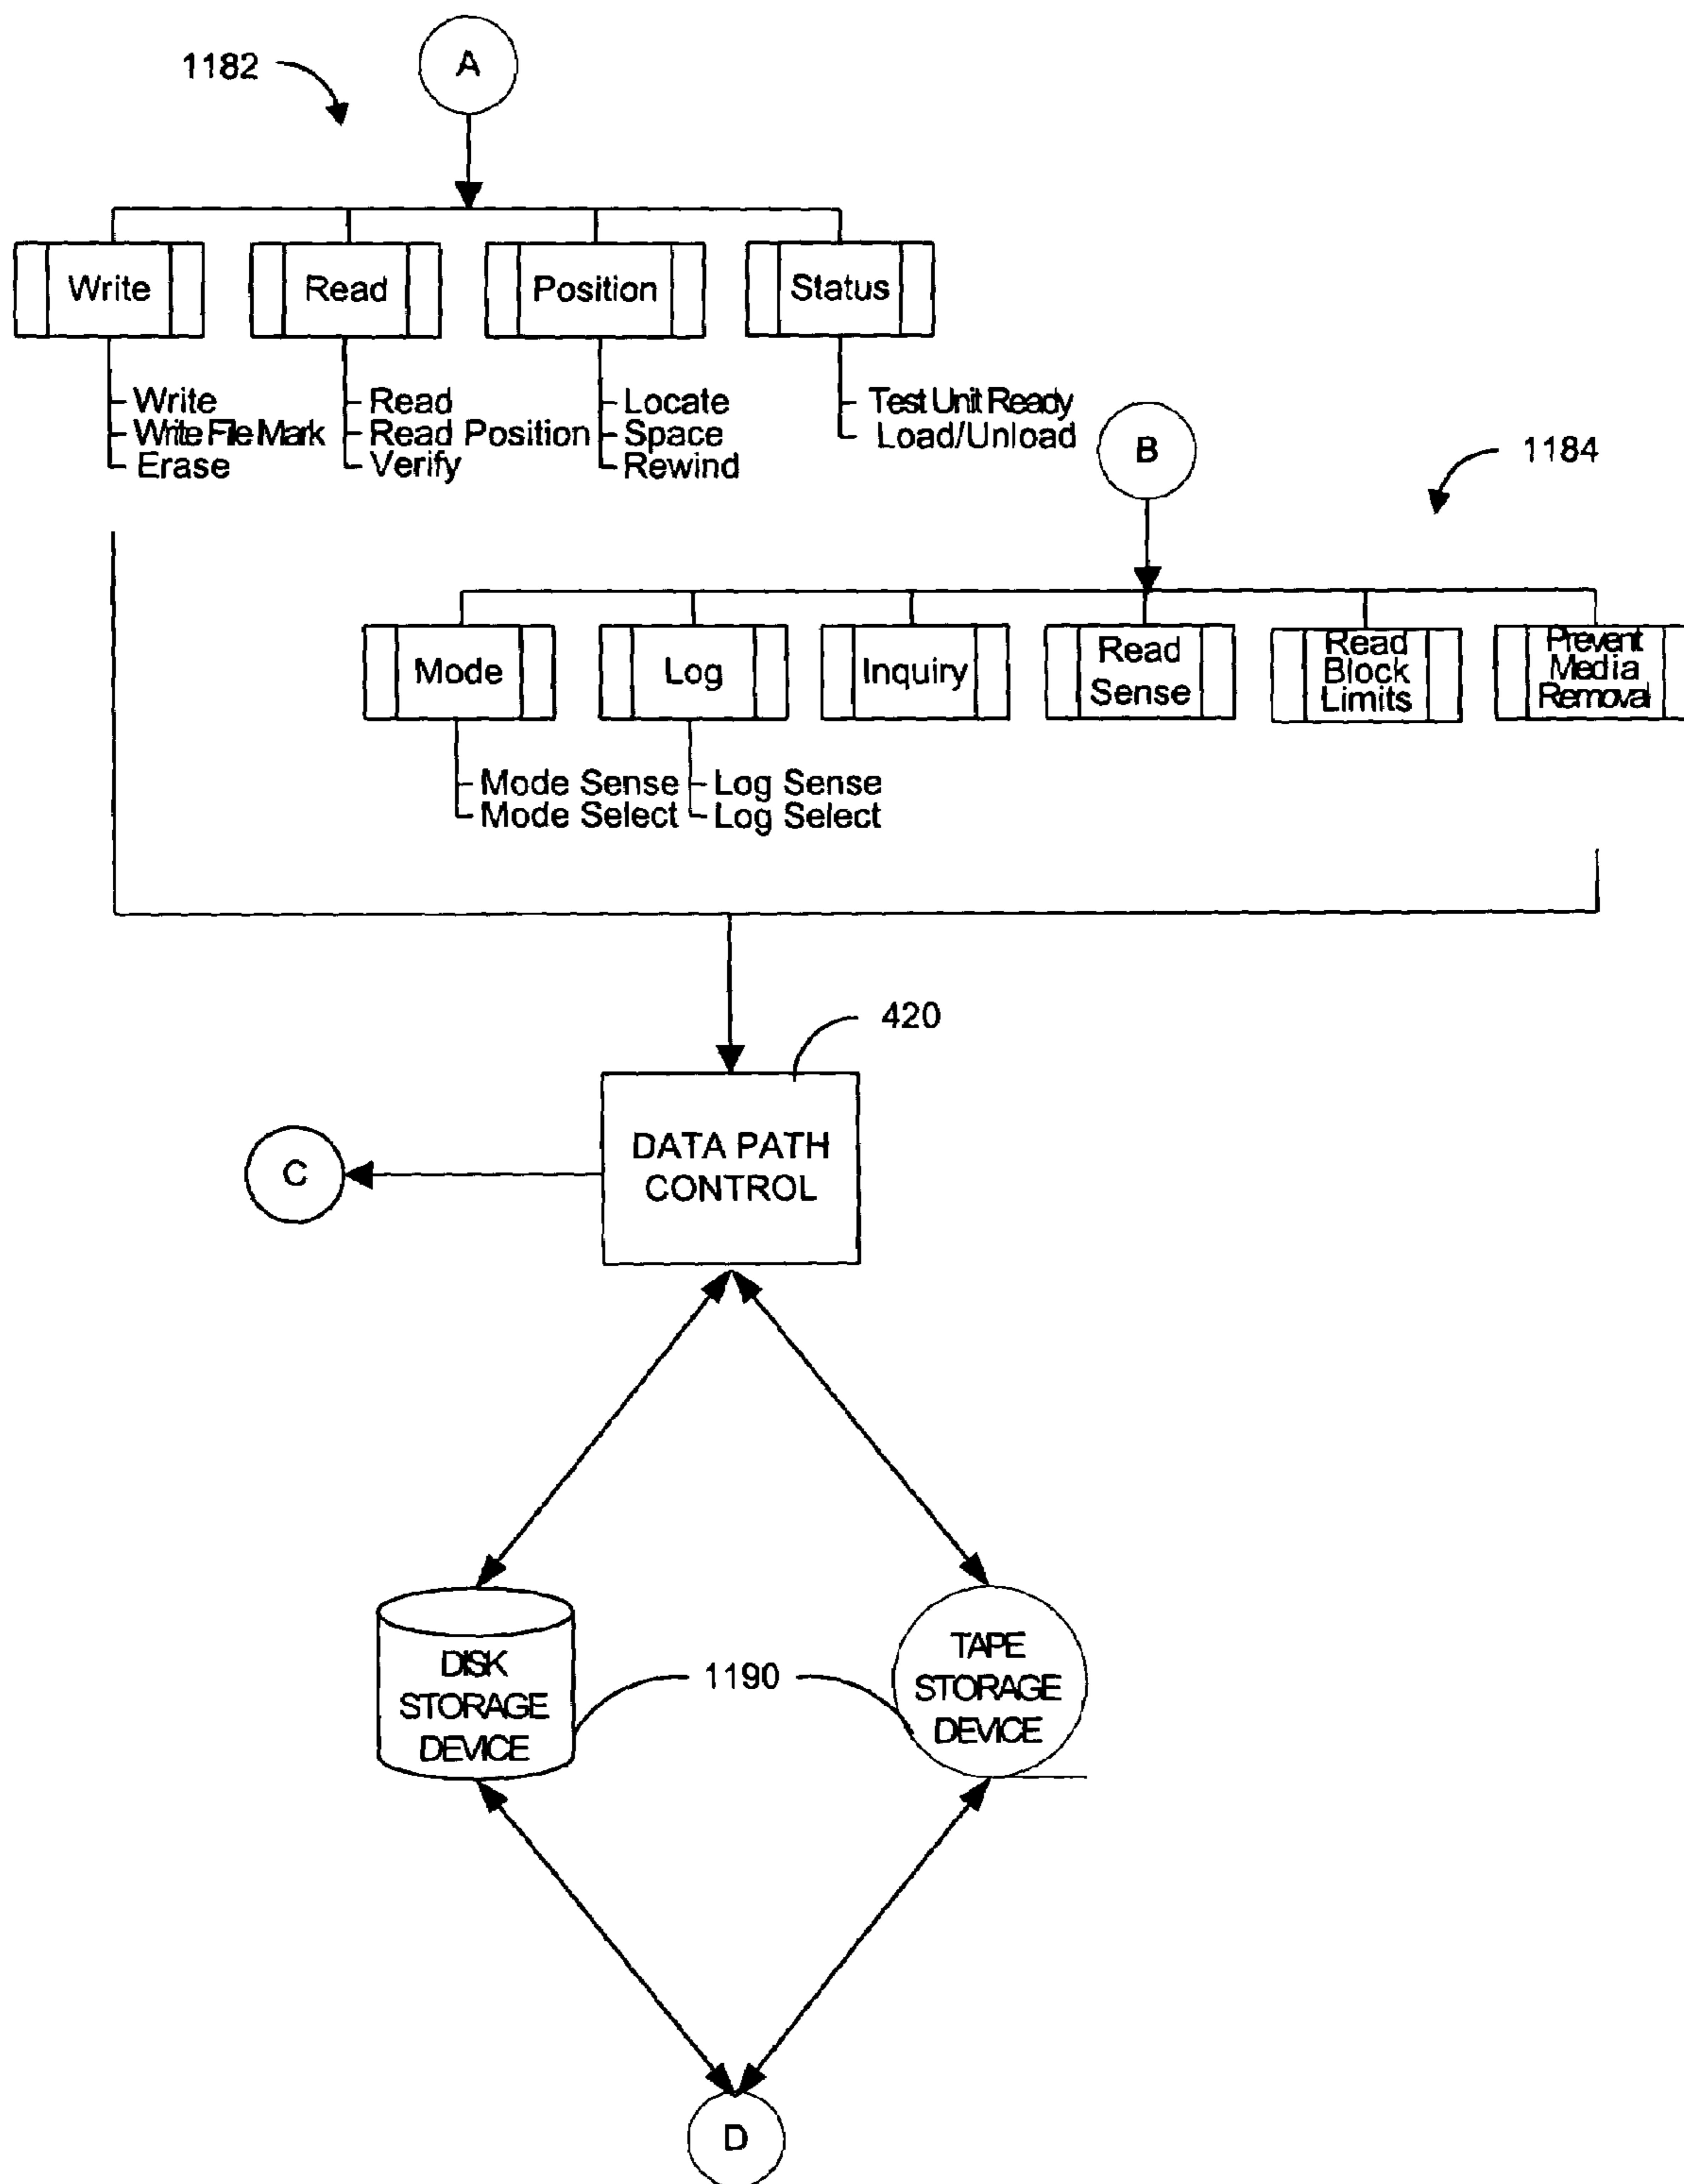 1182
A
Write
Read
Position
Status
Write
Write File Mark
Erase
Read
Read Position
Verify
Locate
Space
Rewind
Test Unit Ready
Load/Unload
B
1184
Mode
Log
Inquiry
Read
Sense
Read
Block
Limits
Prevent
Media
Removal
Mode Sense
Mode Select
Log Sense
Log Select
420
DATA PATH
CONTROL
C
DISK
STORAGE
DEVICE
1190
TAPE
STORAGE
DEVICE
D